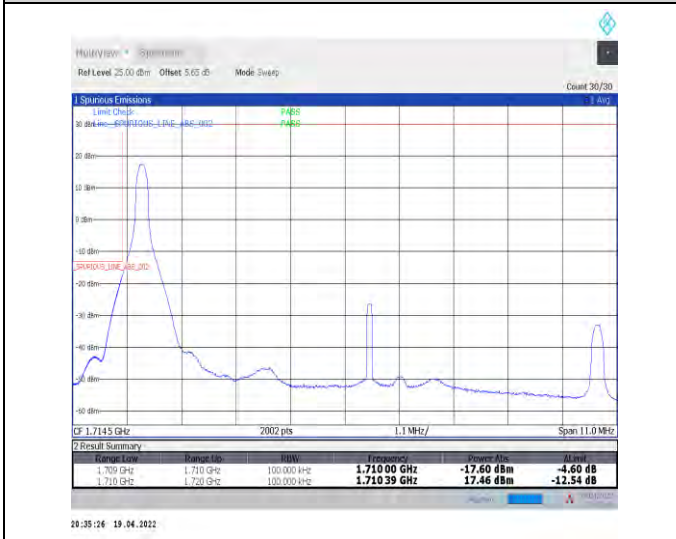 MultiView Spectrum
Ref Level 25.00 dBm Offset 5.65 dB Mode Sweep
Count 30/30
1 Spurious Emissions 1 Avg
Limit Check PASS
30 dBm Line _SPURIOUS_LINE_ABS_002 PASS
20 dBm
10 dBm
0 dBm
-10 dBm
_SPURIOUS_LINE_ABS_002
-20 dBm
-30 dBm
-40 dBm
-50 dBm
-60 dBm
CF 1.7145 GHz 2002 pts 1.1 MHz/ Span 11.0 MHz
2 Result Summary
Range Low Range Up RBW Frequency Power Abs ΔLimit
1.709 GHz 1.710 GHz 100.000 kHz 1.710 00 GHz -17.60 dBm -4.60 dB
1.710 GHz 1.720 GHz 100.000 kHz 1.710 39 GHz 17.46 dBm -12.54 dB
20:35:26 19.04.2022